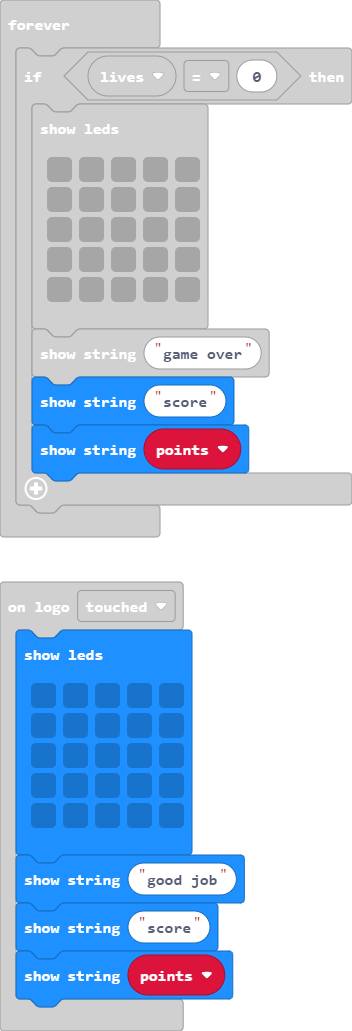 forever
if lives = 0 then
show leds
show string "game over"
show string "score"
show string points
on logo touched
show leds
show string "good job"
show string "score"
show string points